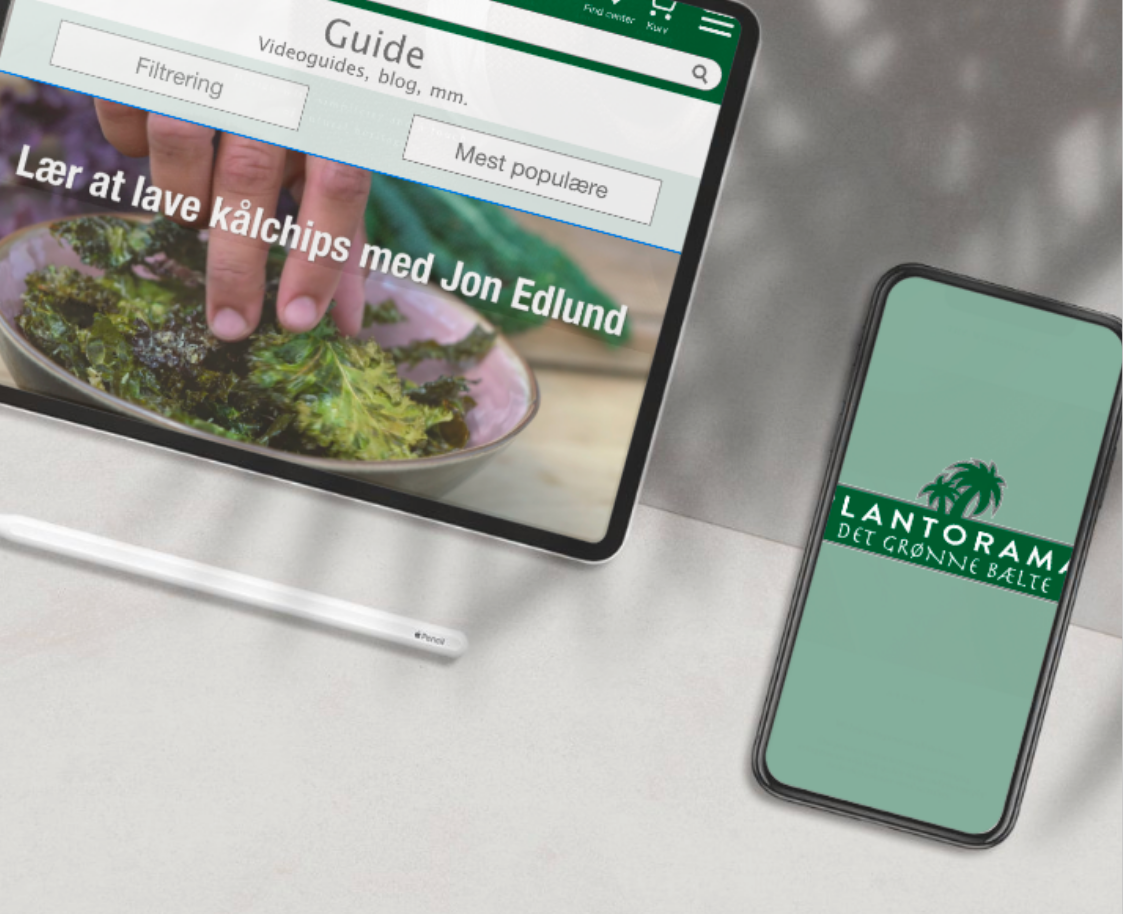 Find center
Kurv
Guide
Videoguides, blog, mm.
Filtrering
Mest populære
Lær at lave kålchips med Jon Edlund
Pencil
LANTORAMA
DET GRØNNE BÆLTE